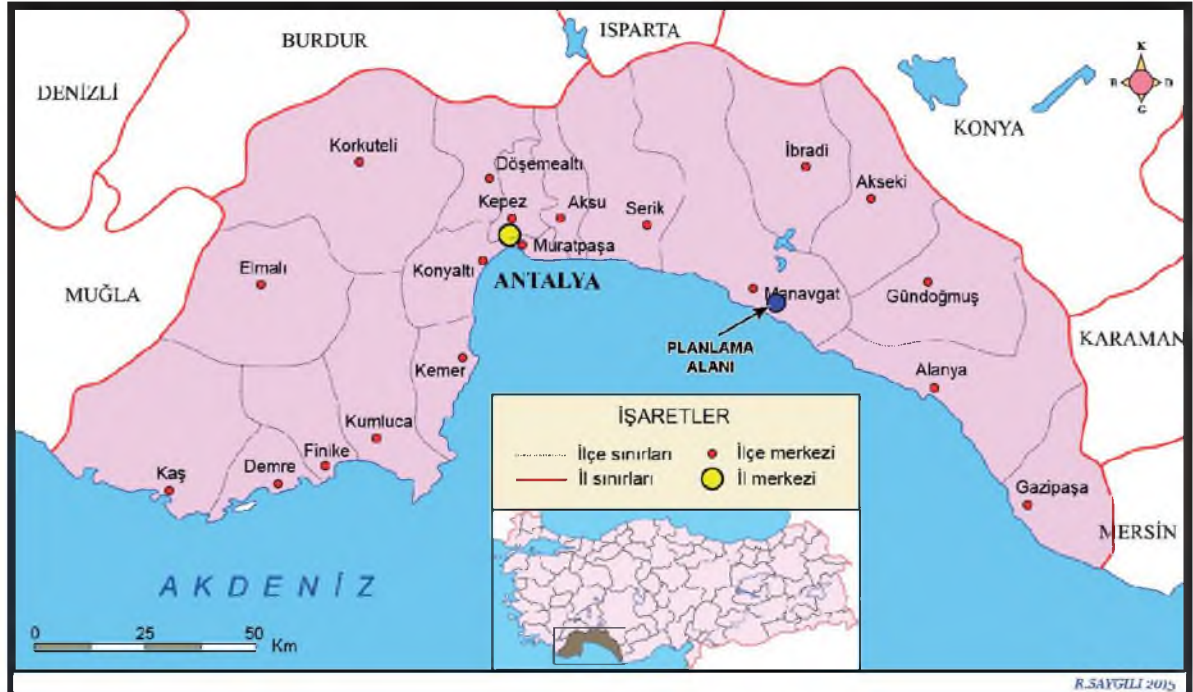 BURDUR
ISPARTA
DENİZLİ
KONYA
K
B
D
G
Korkuteli
Döşemealtı
İbradi
Akseki
Kepez
Aksu
Serik
Muratpaşa
Elmalı
Konyaltı
ANTALYA
MUĞLA
Manavgat
Gündoğmuş
PLANLAMA
ALANI
KARAMAN
Kemer
Alanya
Kumluca
Finike
Demre
Kaş
Gazipaşa
MERSİN
İŞARETLER
İlçe sınırları
İlçe merkezi
İl sınırları
İl merkezi
AKDENİZ
0 25 50
Km
R.SAYGILI 2015